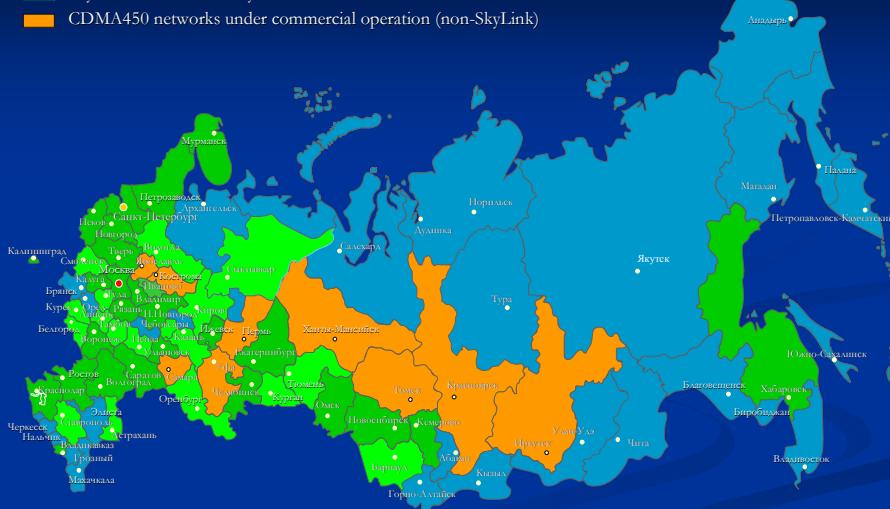 CDMA450 networks under commercial operation (non-SkyLink)
Анадырь
Мурманск
Палана
Магадан
Петрозаводск
Архангельск
Норильск
Псков
Санкт-Петербург
Петропавловск-Камчатский
Дудинка
Новгород
Салехард
Калининград
Тверь
Вологда
Смоленск
Ярославль
Якутск
Москва
Кострома
Сыктывкар
Калуга
Иваново
Брянск
Тула
Владимир
Тура
Курск
Орел
Рязань
Н.Новгород
Киров
Липецк
Белгород
Тамбов
Чебоксары
Ижевск
Пермь
Ханты-Мансийск
Воронеж
Пенза
Казань
Ульяновск
Екатеринбург
Южно-Сахалинск
Ростов
Саратов
Самара
Уфа
Тюмень
Красноярск
Благовещенск
Хабаровск
Краснодар
Волгоград
Челябинск
Курган
Томск
Оренбург
Омск
Биробиджан
Элиста
Ставрополь
Новосибирск
Кемерово
Черкесск
Нальчик
Астрахань
Иркутск
Улан-Удэ
Чита
Владикавказ
Грозный
Абакан
Владивосток
Барнаул
Кызыл
Махачкала
Горно-Алтайск